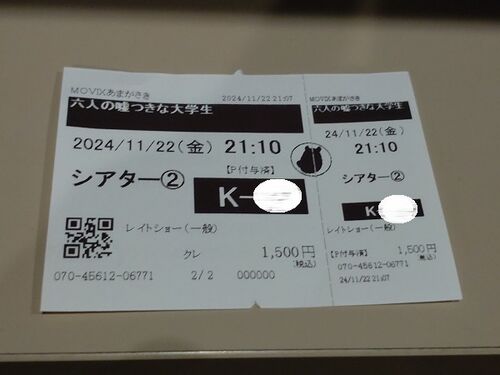 MOVIXあまがさき
2024/11/22 21:07
六人の嘘つきな大学生
2024/11/22(金) 21:10
【P付与済】
シアター②
K-
レイトショー(一般)
クレ
1,500円
(税込)
070-45612-06771
2/2
000000
MOVIXあまがさき
六人の嘘つきな大学生
24/11/22(金)
21:10
シアター②
K
レイトショー(一般)
【P付与済】
1,500円
(税込)
070-45612-06771
24/11/22 21:07